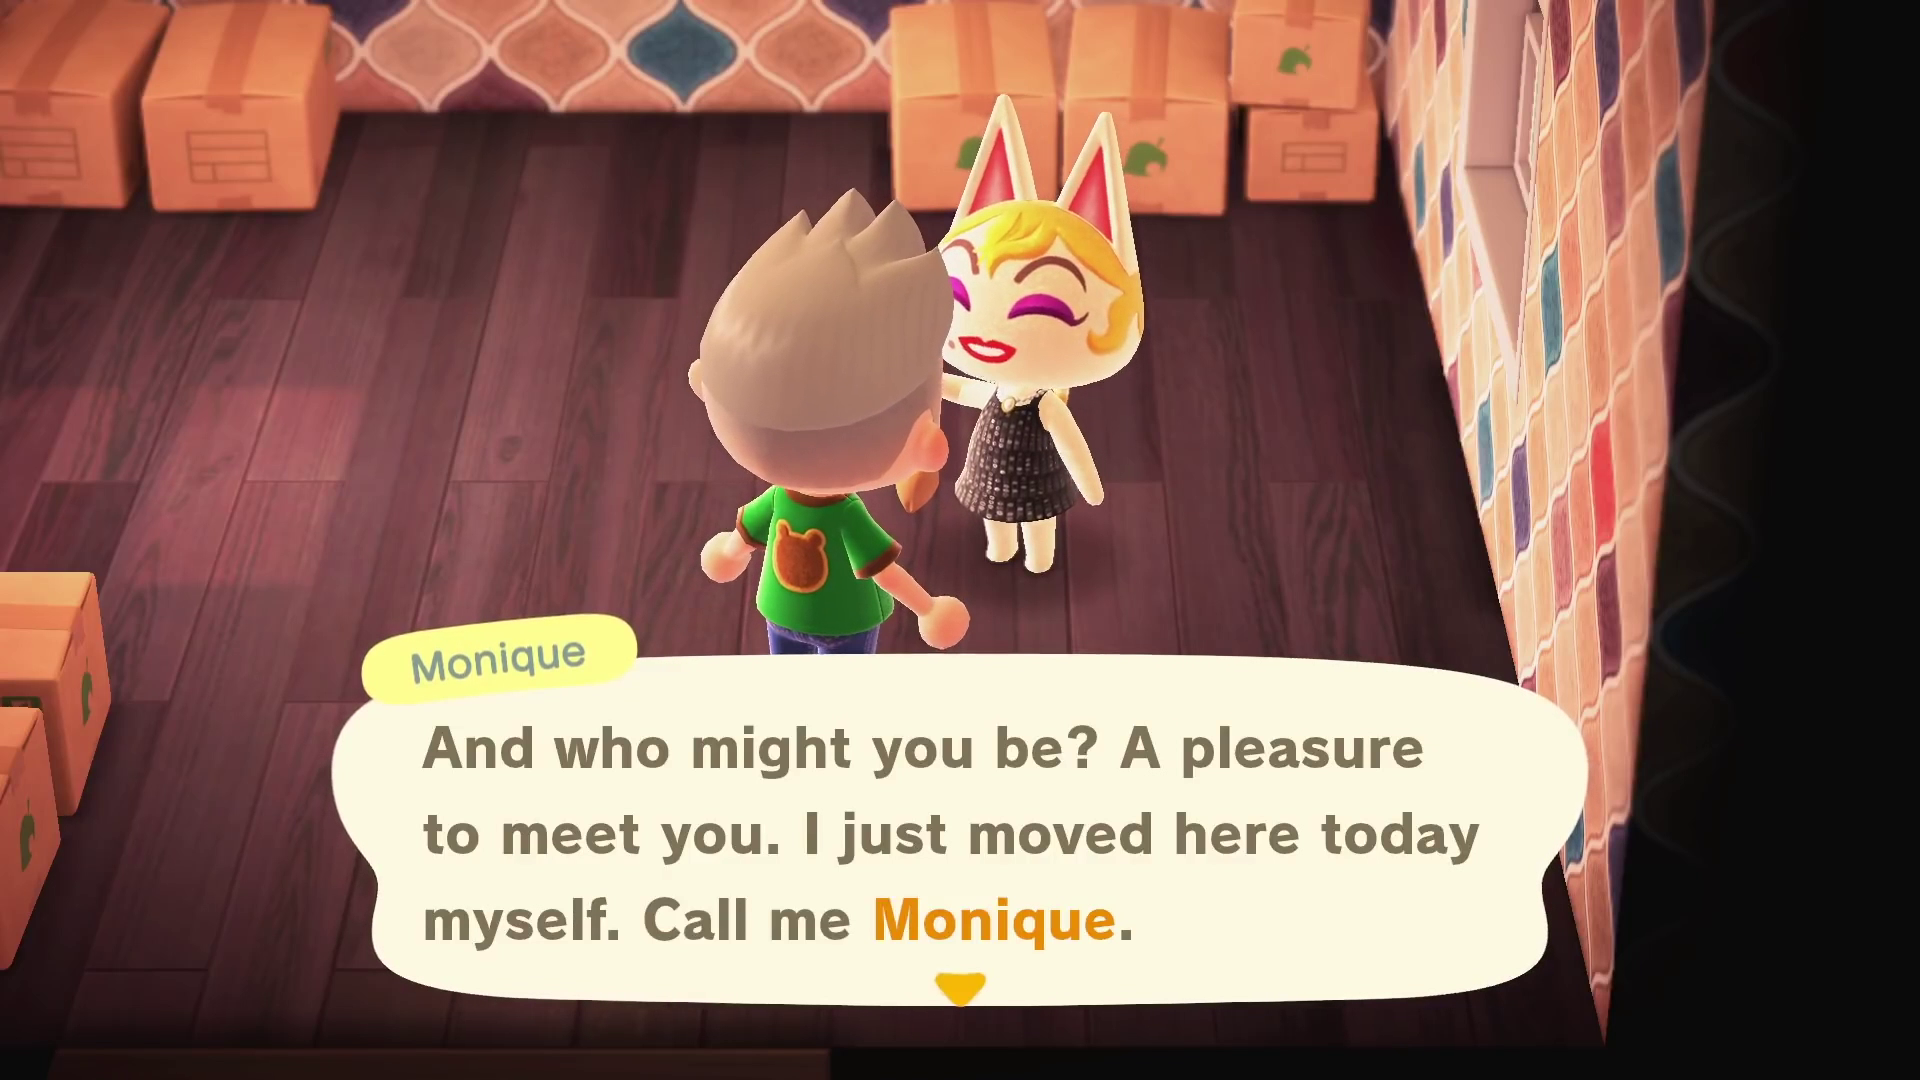 Monique
And who might you be? A pleasure
to meet you. I just moved here today
myself. Call me Monique.